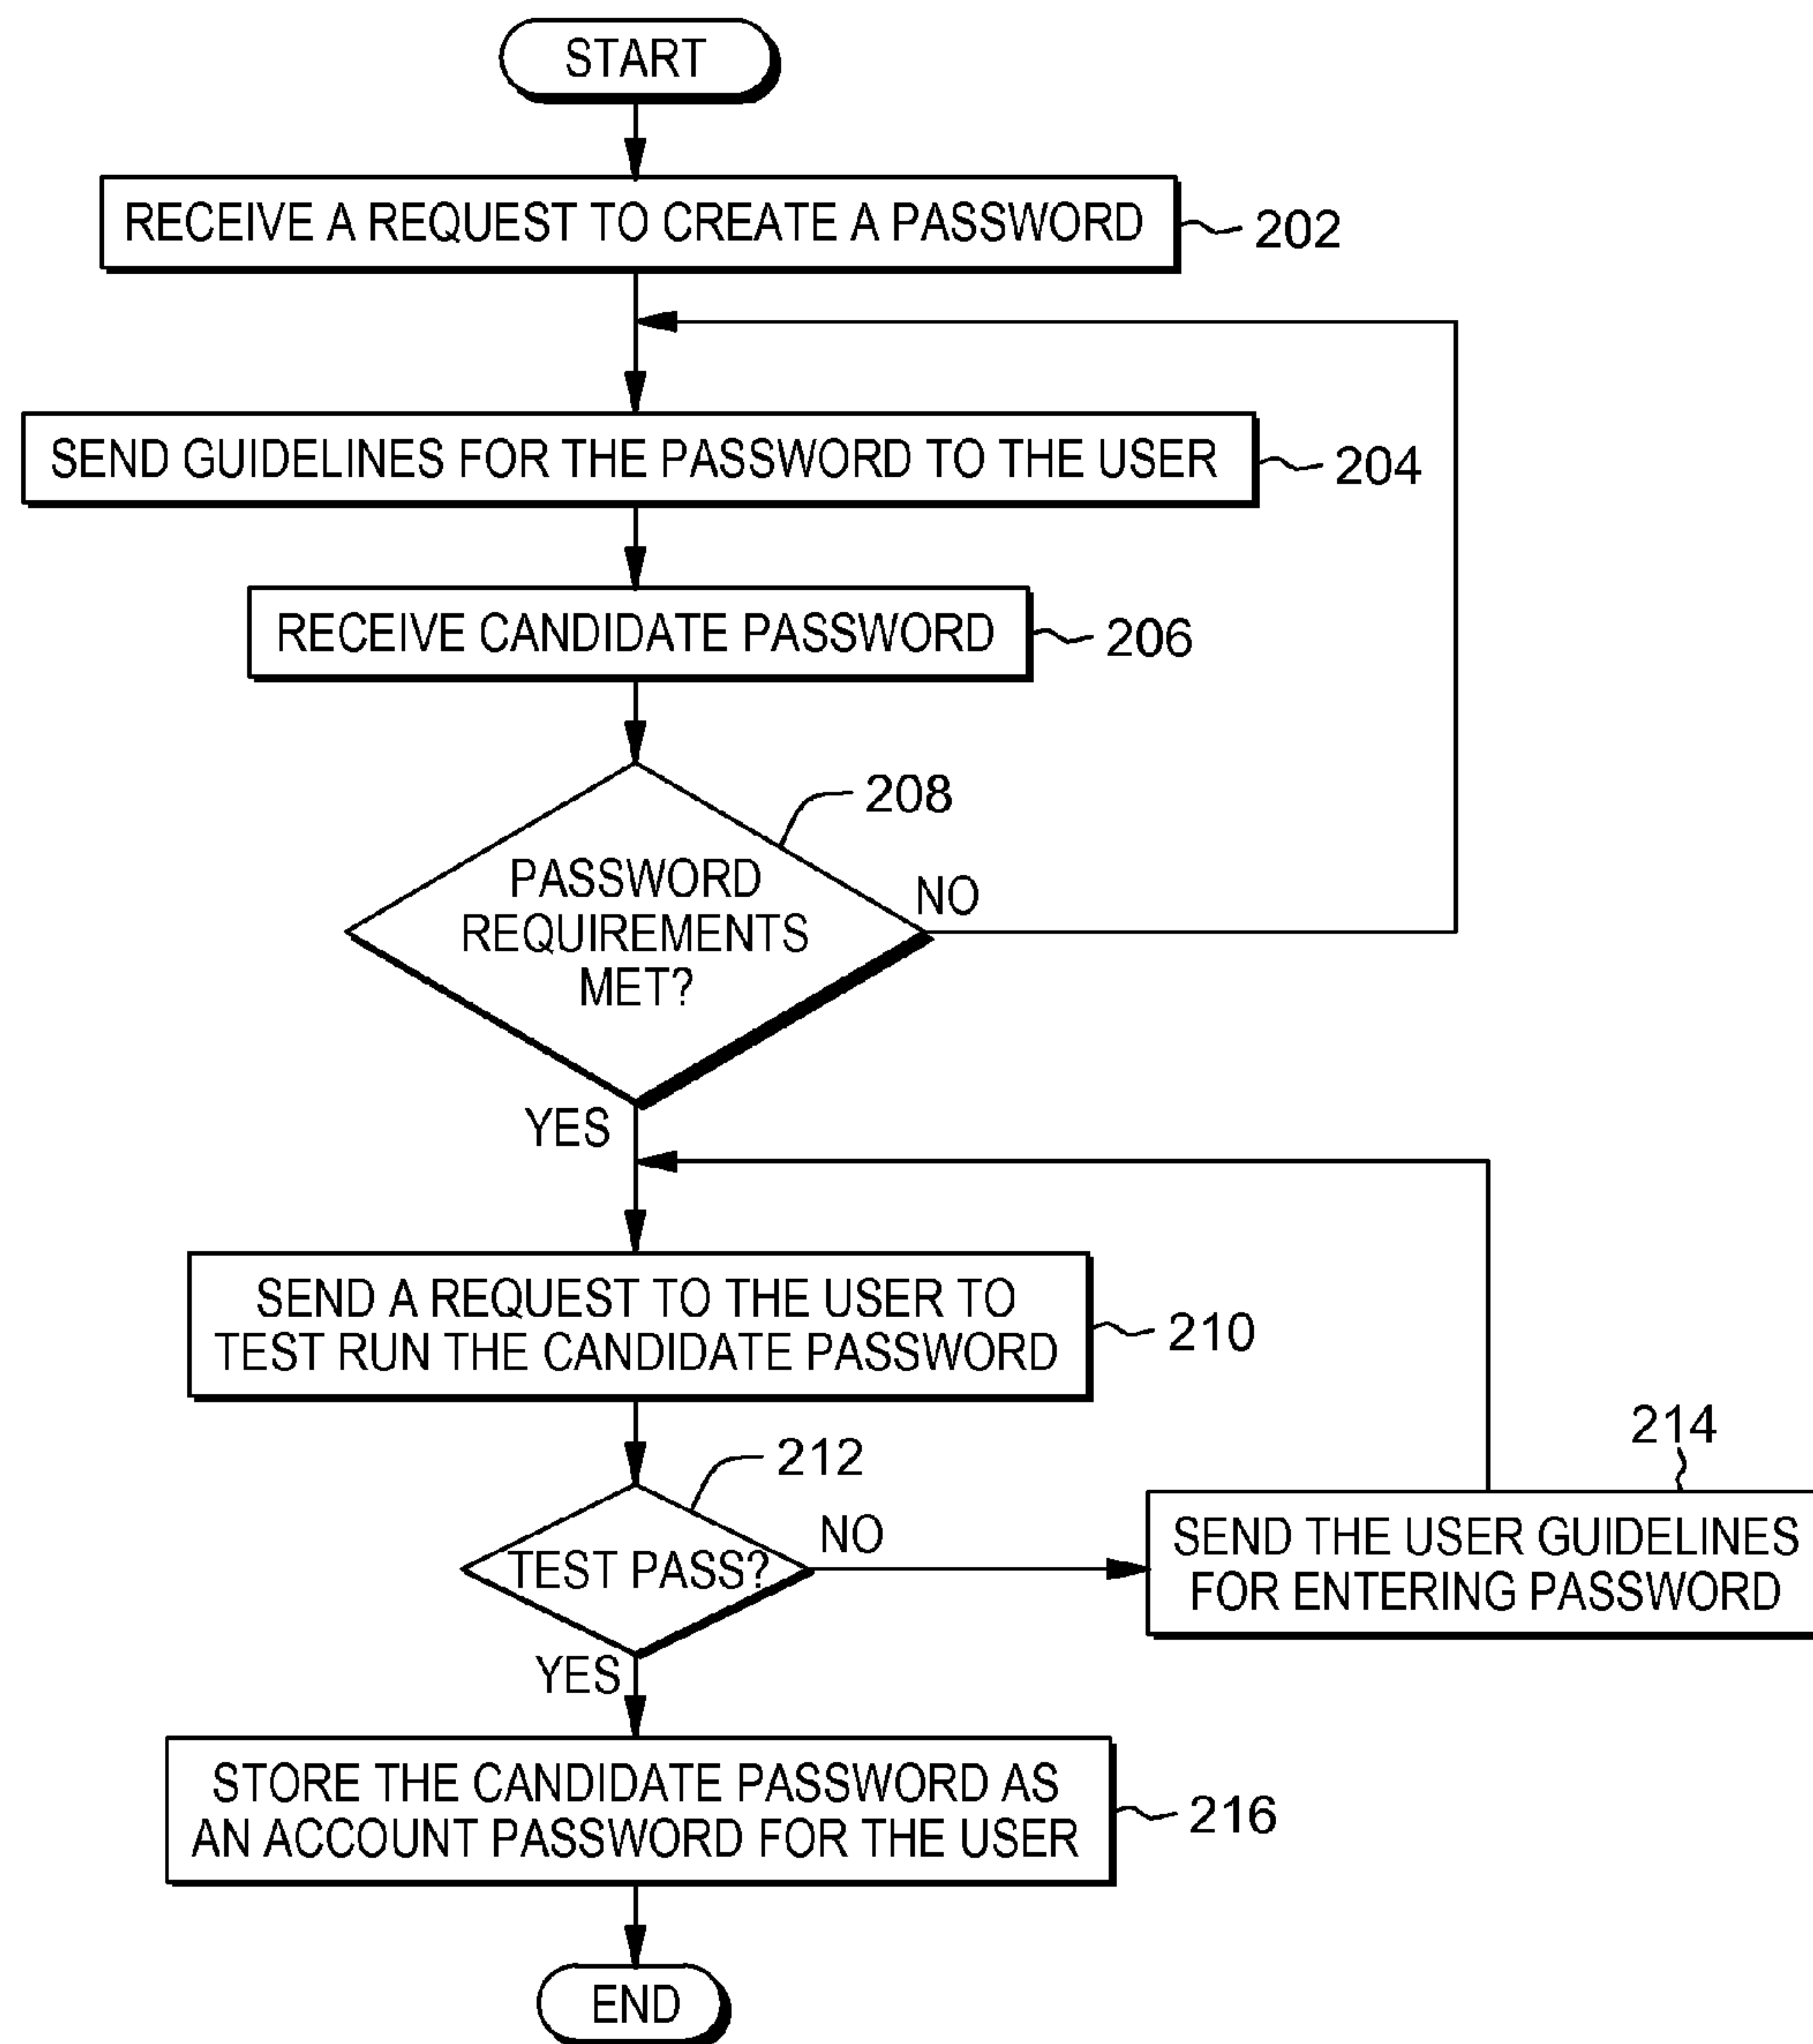 START
RECEIVE A REQUEST TO CREATE A PASSWORD
202
SEND GUIDELINES FOR THE PASSWORD TO THE USER
204
RECEIVE CANDIDATE PASSWORD
206
208
PASSWORD
REQUIREMENTS
MET?
NO
YES
SEND A REQUEST TO THE USER TO
TEST RUN THE CANDIDATE PASSWORD
210
212
TEST PASS?
NO
214
SEND THE USER GUIDELINES
FOR ENTERING PASSWORD
YES
STORE THE CANDIDATE PASSWORD AS
AN ACCOUNT PASSWORD FOR THE USER
216
END